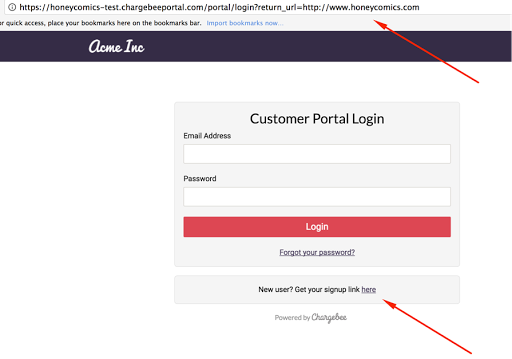 https://honeycomics-test.chargebeeportal.com/portal/login?return_url=http://www.honeycomics.com
or quick access, place your bookmarks here on the bookmarks bar. Import bookmarks now...
Acme Inc
Customer Portal Login
Email Address
Password
Login
Forgot your password?
New user? Get your signup link here
Powered by Chargebee